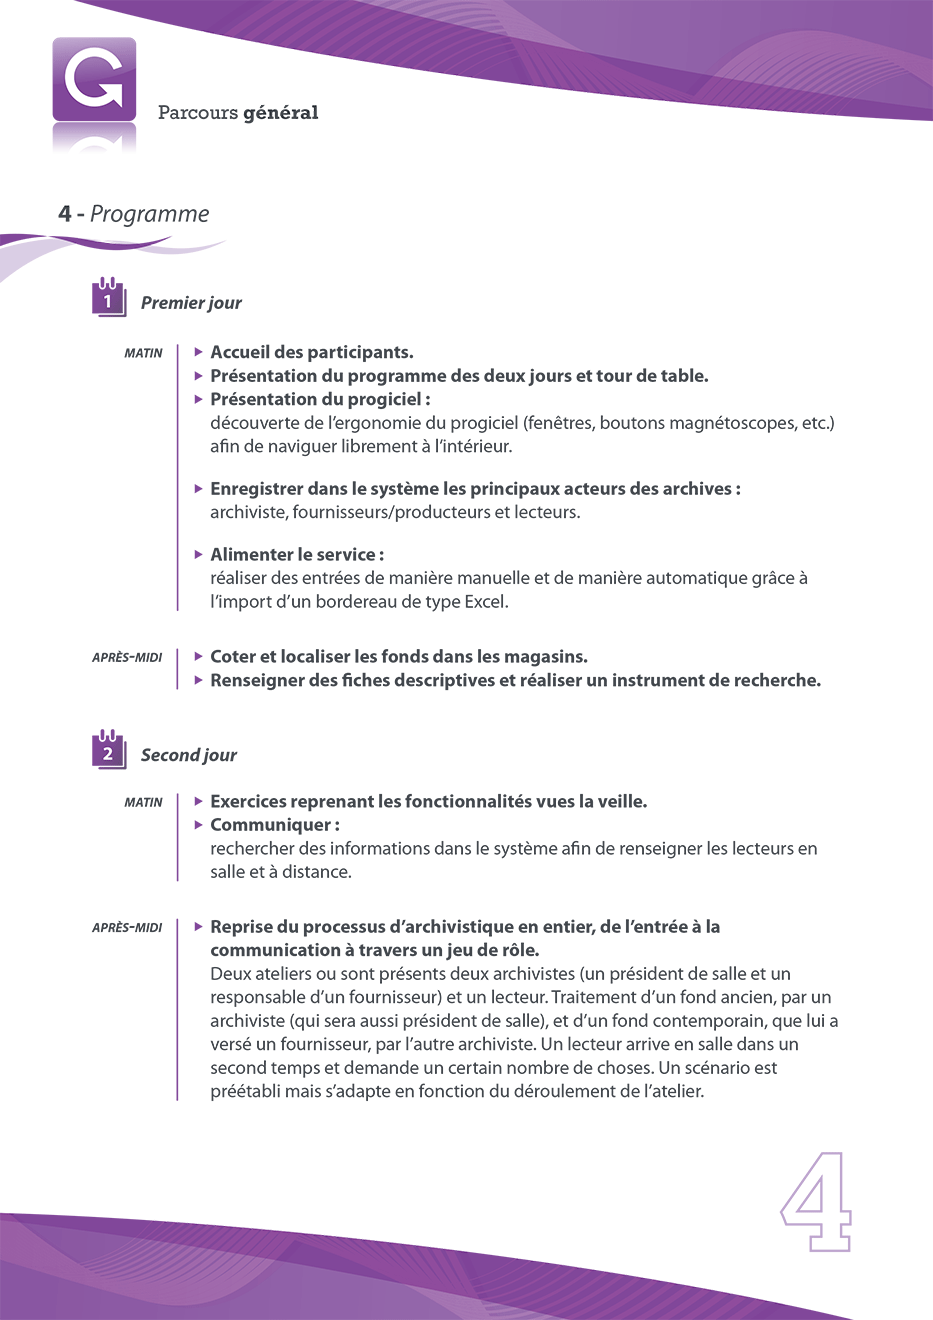 G
Parcours général
4 - Programme
1
Premier jour
MATIN
Accueil des participants.
Présentation du programme des deux jours et tour de table.
Présentation du progiciel :
découverte de l’ergonomie du progiciel (fenêtres, boutons magnétoscopes, etc.)
afin de naviguer librement à l’intérieur.
Enregistrer dans le système les principaux acteurs des archives :
archiviste, fournisseurs/producteurs et lecteurs.
Alimenter le service :
réaliser des entrées de manière manuelle et de manière automatique grâce à
l’import d’un bordereau de type Excel.
APRÈS-MIDI
Coter et localiser les fonds dans les magasins.
Renseigner des fiches descriptives et réaliser un instrument de recherche.
2
Second jour
MATIN
Exercices reprenant les fonctionnalités vues la veille.
Communiquer :
rechercher des informations dans le système afin de renseigner les lecteurs en
salle et à distance.
APRÈS-MIDI
Reprise du processus d’archivistique en entier, de l’entrée à la
communication à travers un jeu de rôle.
Deux ateliers ou sont présents deux archivistes (un président de salle et un
responsable d’un fournisseur) et un lecteur. Traitement d’un fond ancien, par un
archiviste (qui sera aussi président de salle), et d’un fond contemporain, que lui a
versé un fournisseur, par l’autre archiviste. Un lecteur arrive en salle dans un
second temps et demande un certain nombre de choses. Un scénario est
préétabli mais s’adapte en fonction du déroulement de l’atelier.
4